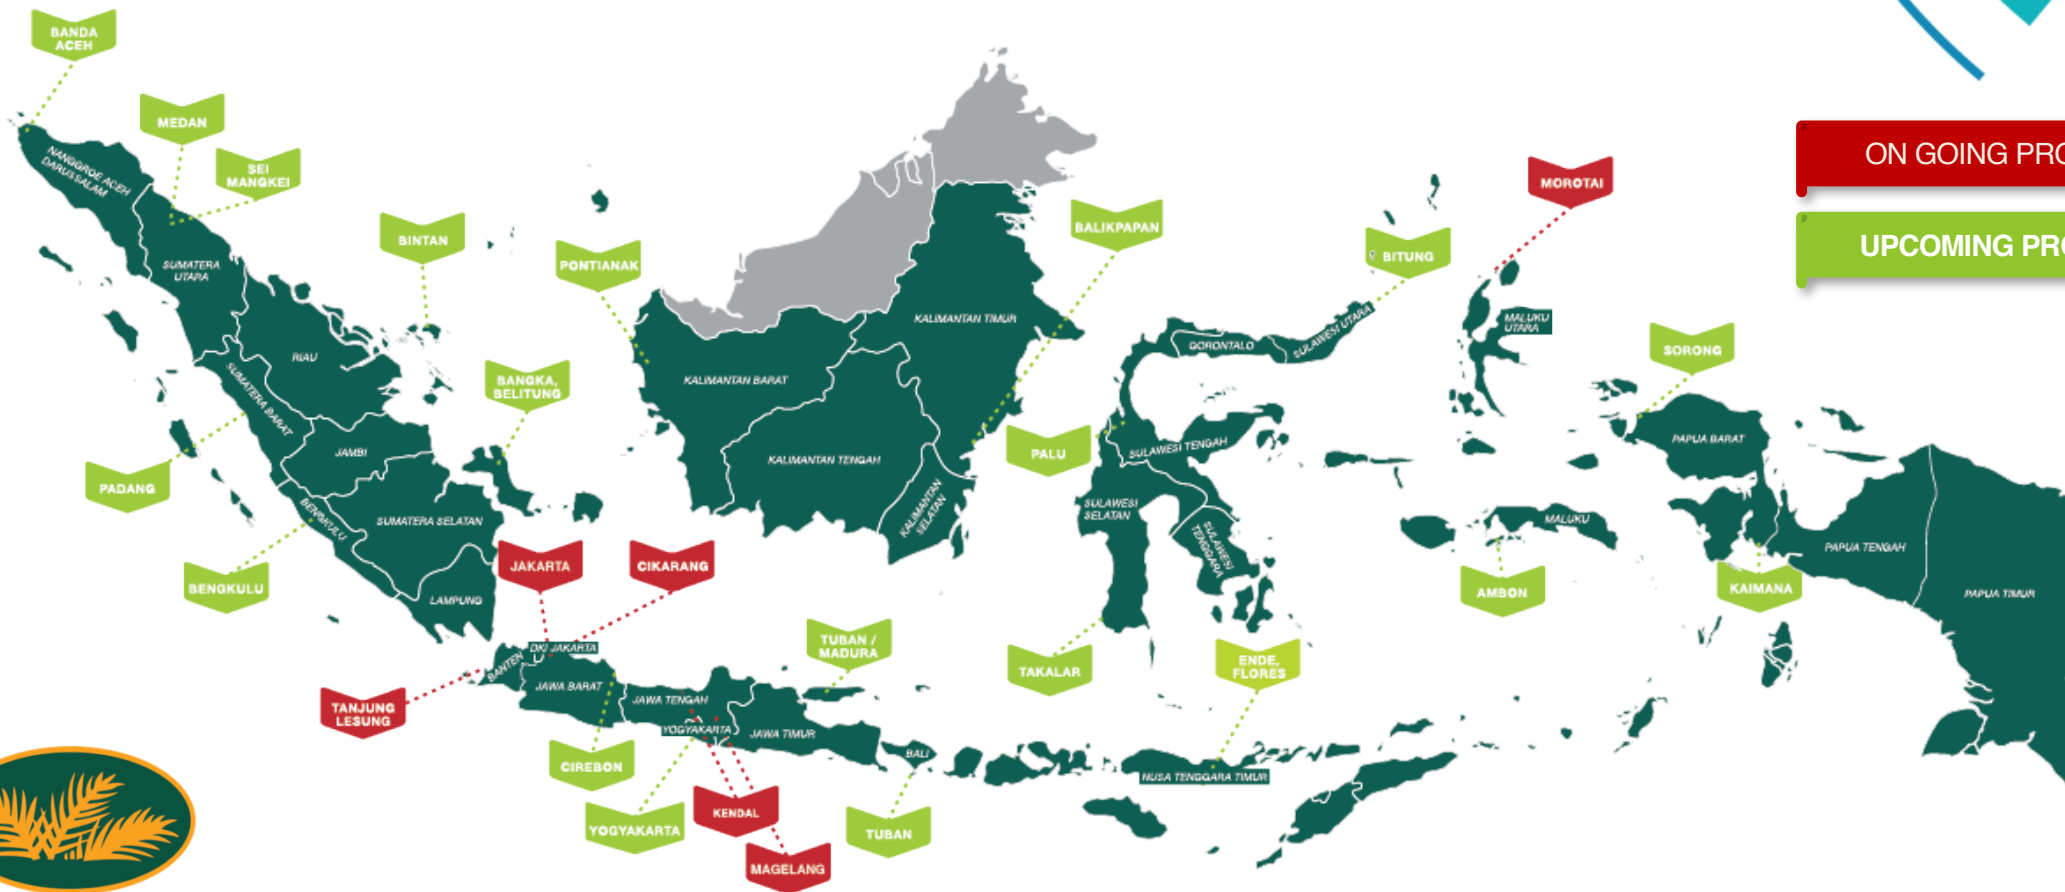 BANDA
ACEH
MEDAN
SEI
MANGKEI
BINTAN
PONTIANAK
BALIKPAPAN
BITUNG
MOROTAI
ON GOING PRO
UPCOMING PRO
NANGGROE ACEH
DARUSSALAM
SUMATERA
UTARA
RIAU
SUMATERA BARAT
JAMBI
BENGKULU
SUMATERA SELATAN
LAMPUNG
BANGKA,
BELITUNG
PADANG
BENGKULU
KALIMANTAN TIMUR
KALIMANTAN BARAT
KALIMANTAN TENGAH
KALIMANTAN
SELATAN
GORONTALO
SULAWESI UTARA
MALUKU
UTARA
SORONG
PALU
SULAWESI TENGAH
SULAWESI
SELATAN
SULAWESI
TENGGARA
PAPUA BARAT
MALUKU
PAPUA TENGAH
PAPUA TIMUR
AMBON
KAIMANA
JAKARTA
CIKARANG
TANJUNG
LESUNG
BANTEN
DKI JAKARTA
JAWA BARAT
JAWA TENGAH
YOGYAKARTA
JAWA TIMUR
TUBAN /
MADURA
TAKALAR
ENDE,
FLORES
BALI
NUSA TENGGARA TIMUR
CIREBON
YOGYAKARTA
KENDAL
MAGELANG
TUBAN